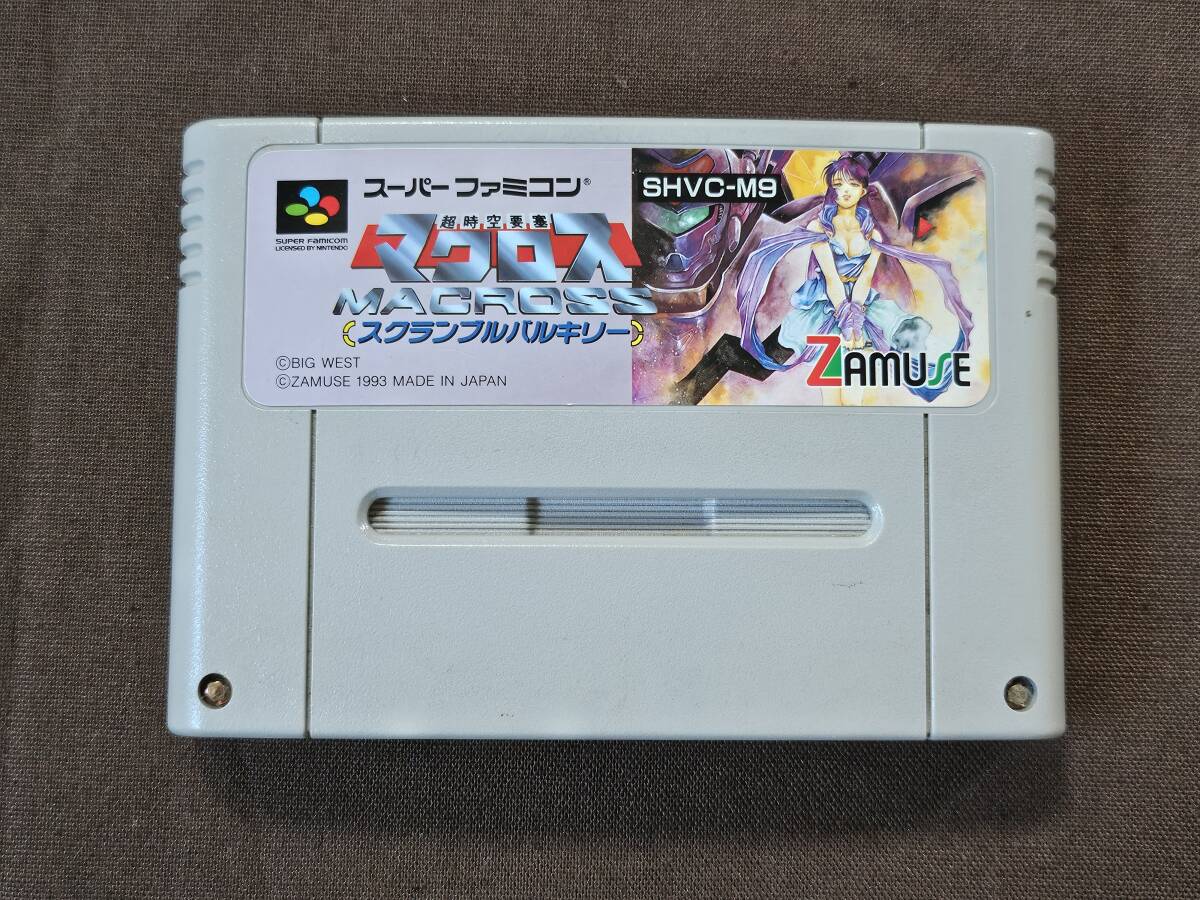 スーパーファミコン®
SUPER FAMICOM
LICENSED BY NINTENDO
超時空要塞
マクロス
MACROSS
スクランブルバルキリー
©BIG WEST
©ZAMUSE 1993 MADE IN JAPAN
SHVC-M9
ZAMUSE